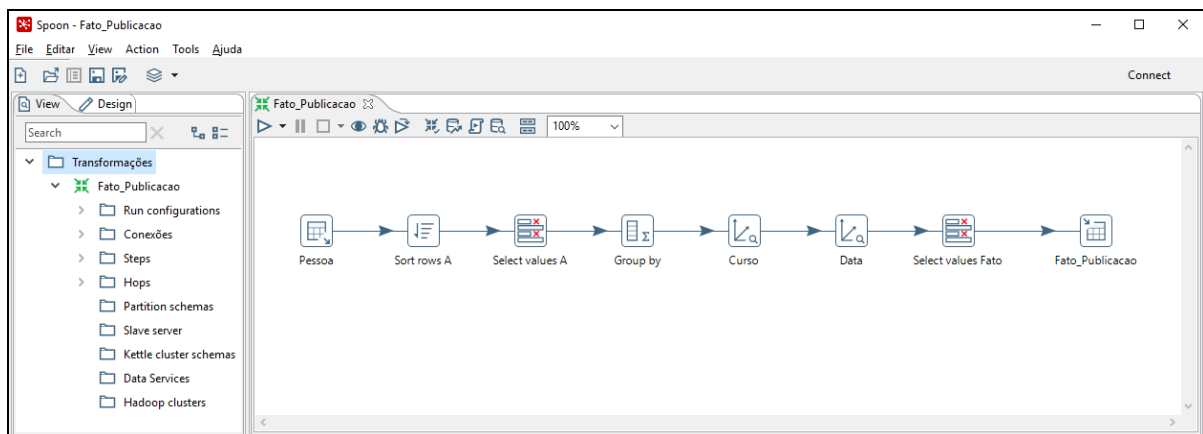 Spoon - Fato_Publicacao
File Editar View Action Tools Ajuda
Connect
View Design
Fato_Publicacao
Search
100%
Transformações
Fato_Publicacao
Run configurations
Conexões
Steps
Hops
Partition schemas
Slave server
Kettle cluster schemas
Data Services
Hadoop clusters
Pessoa Sort rows A Select values A Group by Curso Data Select values Fato Fato_Publicacao